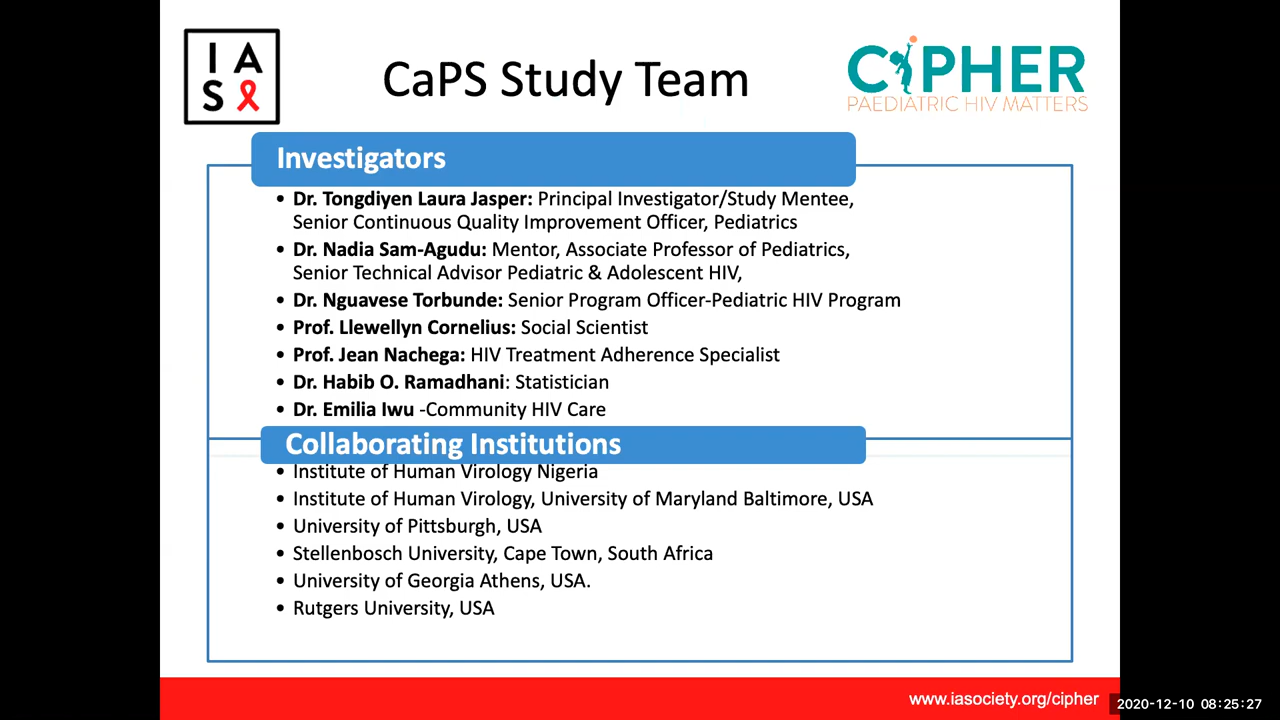 IA
S
CaPS Study Team
CIPHER
PAEDIATRIC HIV MATTERS
Investigators
• Dr. Tongdiyen Laura Jasper: Principal Investigator/Study Mentee,
Senior Continuous Quality Improvement Officer, Pediatrics
• Dr. Nadia Sam-Agudu: Mentor, Associate Professor of Pediatrics,
Senior Technical Advisor Pediatric & Adolescent HIV,
• Dr. Nguavese Torbunde: Senior Program Officer-Pediatric HIV Program
• Prof. Llewellyn Cornelius: Social Scientist
• Prof. Jean Nachega: HIV Treatment Adherence Specialist
• Dr. Habib O. Ramadhani: Statistician
• Dr. Emilia Iwu -Community HIV Care
Collaborating Institutions
• Institute of Human Virology Nigeria
• Institute of Human Virology, University of Maryland Baltimore, USA
• University of Pittsburgh, USA
• Stellenbosch University, Cape Town, South Africa
• University of Georgia Athens, USA.
• Rutgers University, USA
www.iasociety.org/cipher
2020-12-10 08:25:27